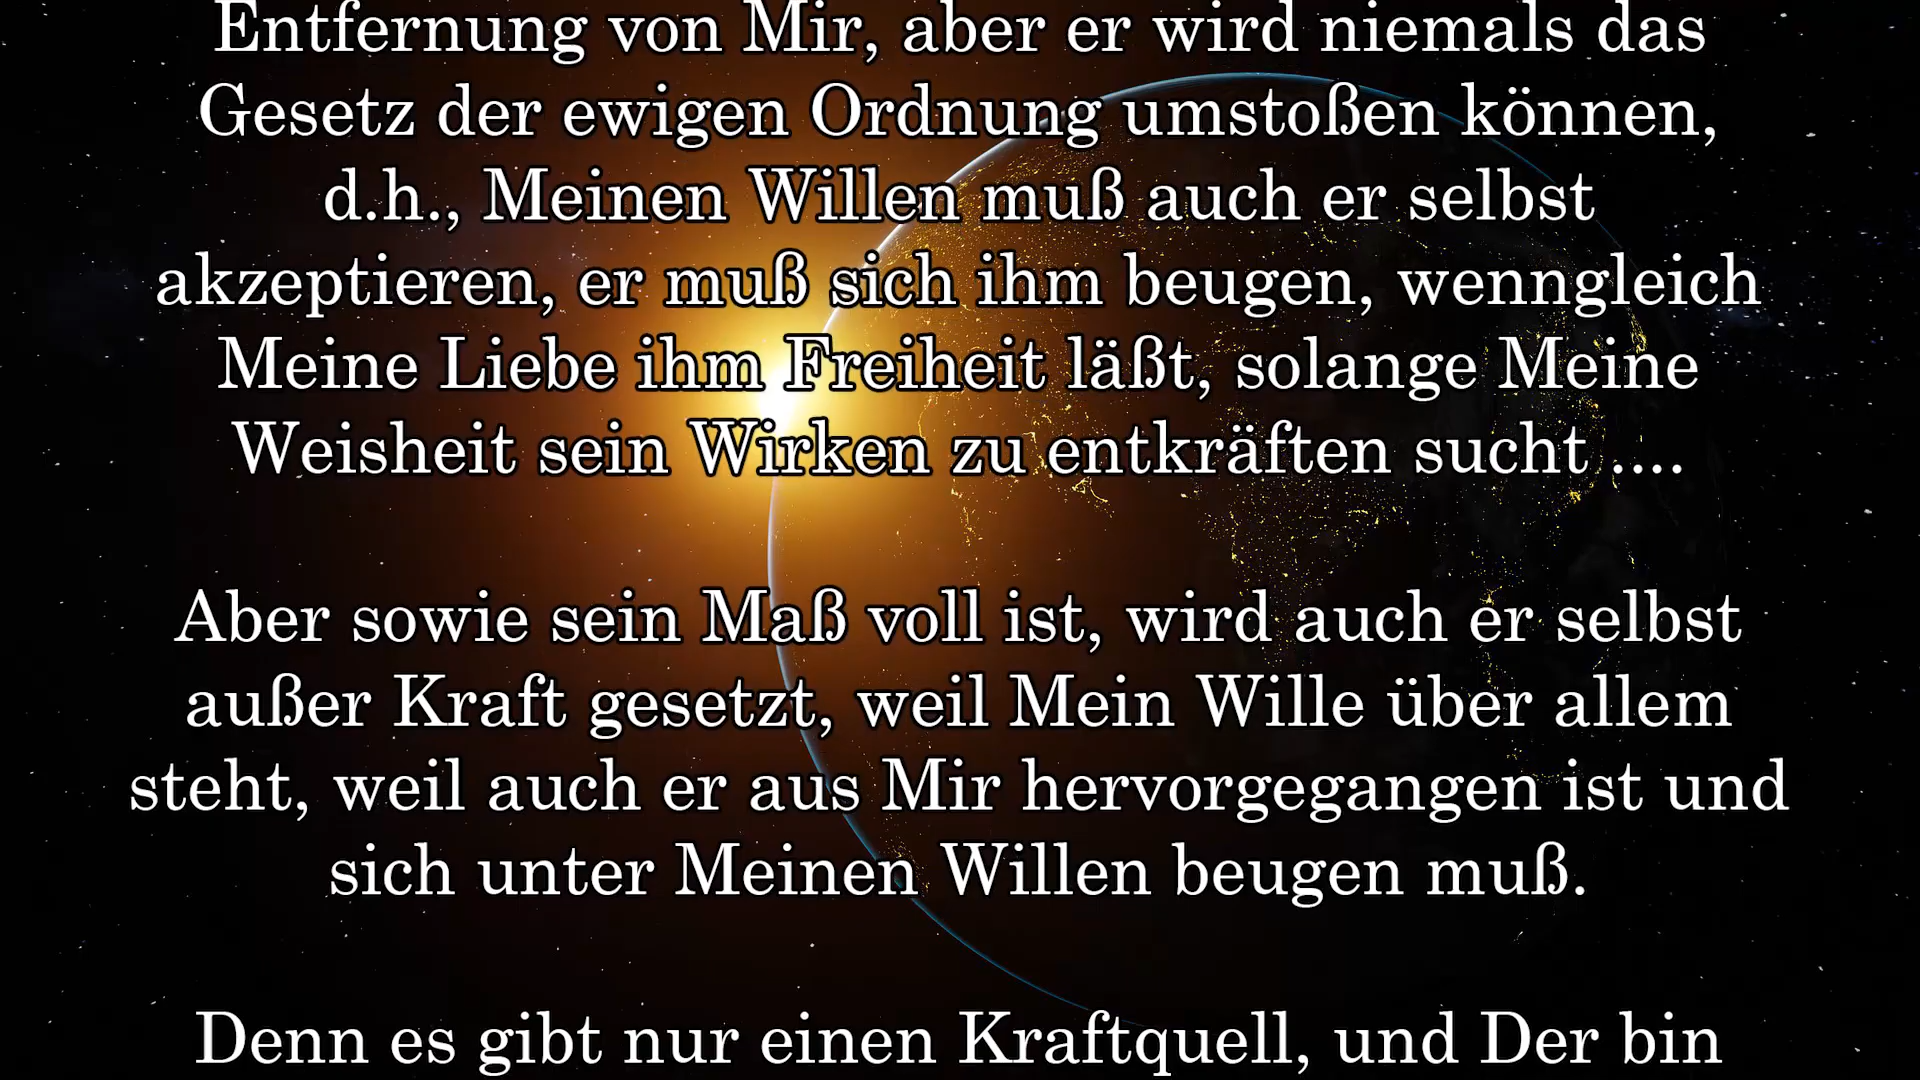 Entfernung von Mir, aber er wird niemals das
Gesetz der ewigen Ordnung umstoßen können,
d.h., Meinen Willen muß auch er selbst
akzeptieren, er muß sich ihm beugen, wenngleich
Meine Liebe ihm Freiheit läßt, solange Meine
Weisheit sein Wirken zu entkräften sucht ....
Aber sowie sein Maß voll ist, wird auch er selbst
außer Kraft gesetzt, weil Mein Wille über allem
steht, weil auch er aus Mir hervorgegangen ist und
sich unter Meinen Willen beugen muß.
Denn es gibt nur einen Kraftquell, und Der bin